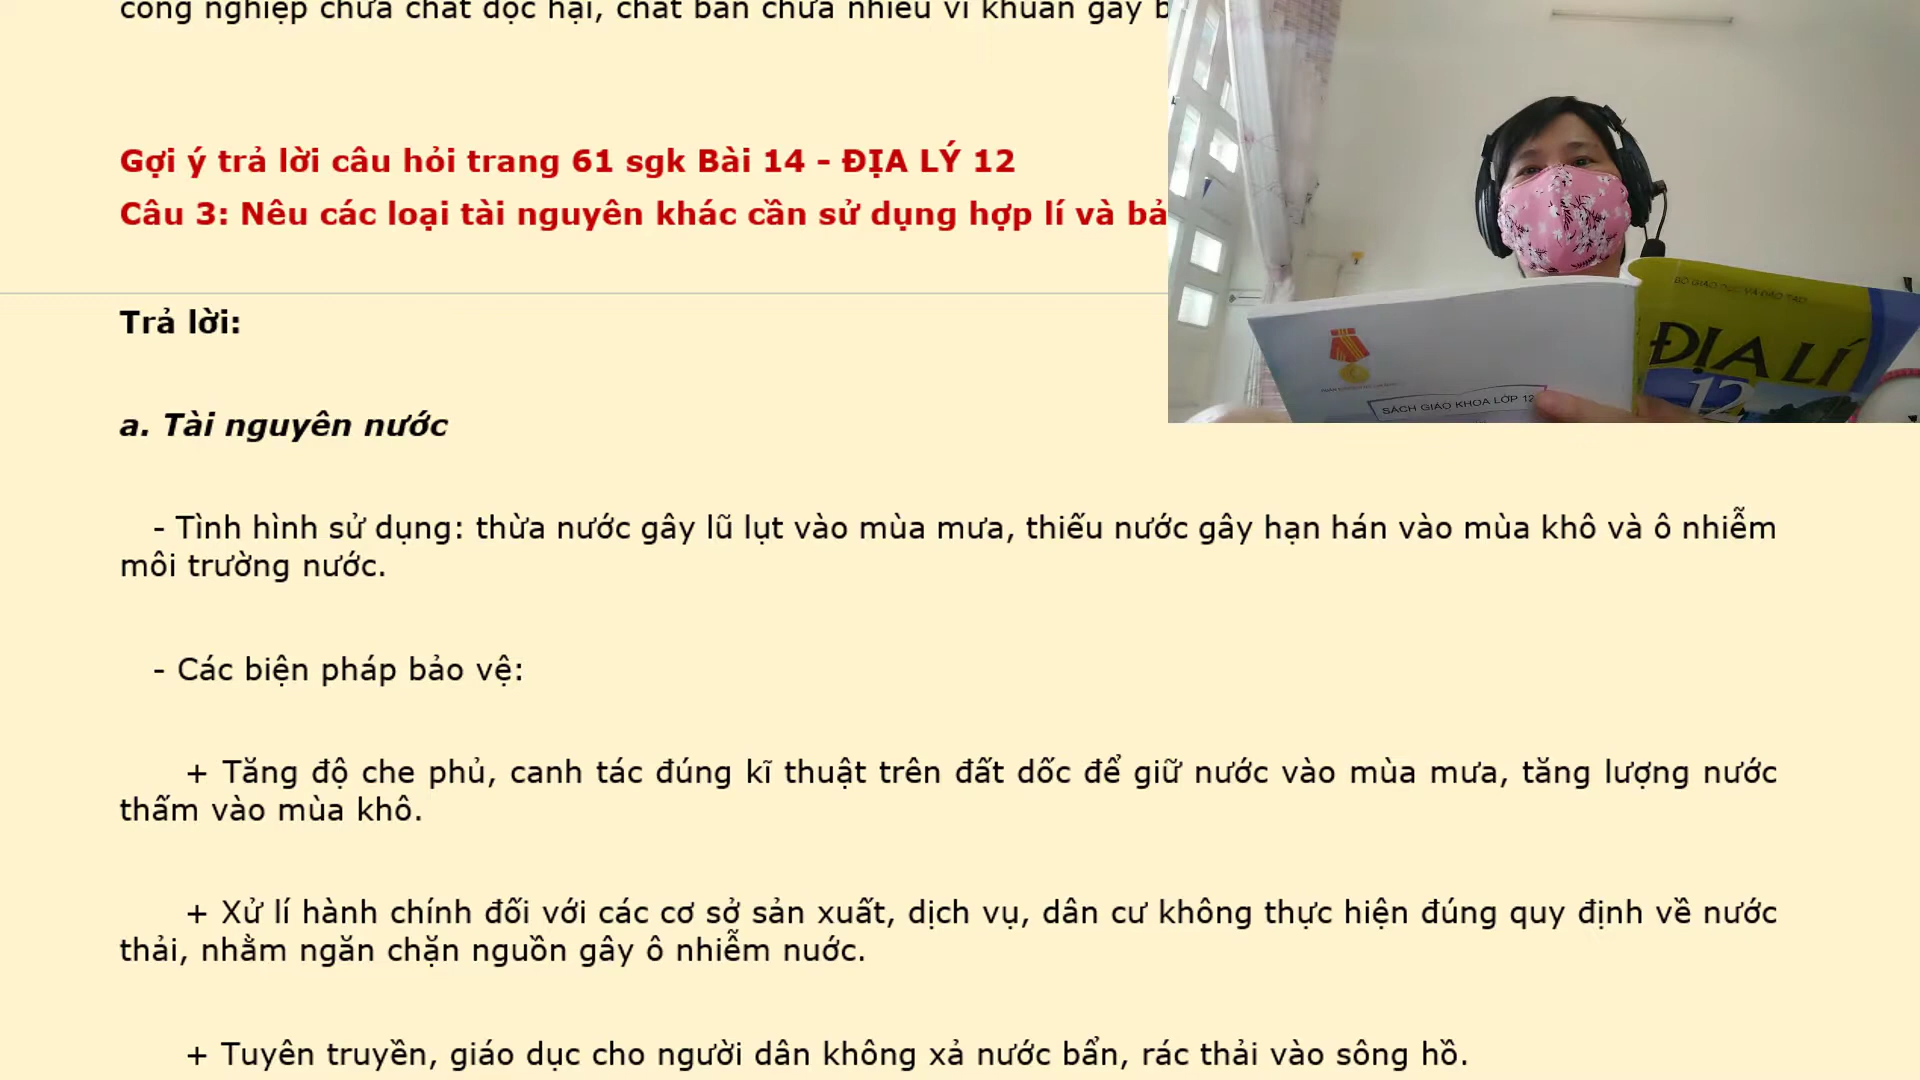 công nghiệp chứa chất độc hại, chất bẩn chứa nhiều vi khuẩn gây
Gợi ý trả lời câu hỏi trang 61 sgk Bài 14 - ĐỊA LÝ 12
Câu 3: Nêu các loại tài nguyên khác cần sử dụng hợp lí và bả
Trả lời:
a. Tài nguyên nước
- Tình hình sử dụng: thừa nước gây lũ lụt vào mùa mưa, thiếu nước gây hạn hán vào mùa khô và ô nhiễm
môi trường nước.
- Các biện pháp bảo vệ:
+ Tăng độ che phủ, canh tác đúng kĩ thuật trên đất dốc để giữ nước vào mùa mưa, tăng lượng nước
thấm vào mùa khô.
+ Xử lí hành chính đối với các cơ sở sản xuất, dịch vụ, dân cư không thực hiện đúng quy định về nước
thải, nhằm ngăn chặn nguồn gây ô nhiễm nuớc.
+ Tuyên truyền, giáo dục cho người dân không xả nước bẩn, rác thải vào sông hồ.
BỘ GIÁO DỤC VÀ ĐÀO TẠO
ĐỊA LÍ
12
SÁCH GIÁO KHOA LỚP 12